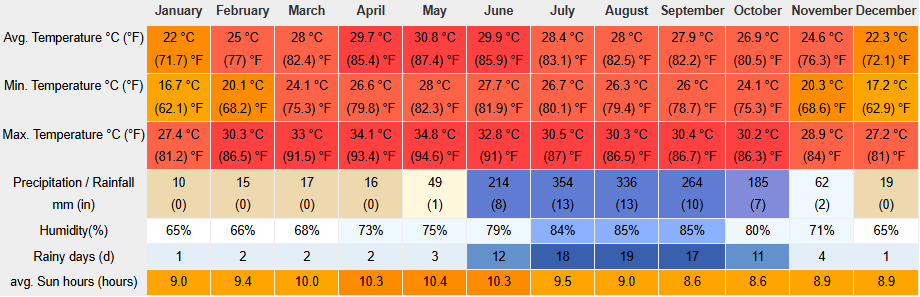 January February March April May June July August September October November December
Avg. Temperature °C (°F) 22 °C 25 °C 28 °C 29.7 °C 30.8 °C 29.9 °C 28.4 °C 28 °C 27.9 °C 26.9 °C 24.6 °C 22.3 °C
(71.7) °F (77) °F (82.4) °F (85.4) °F (87.4) °F (85.9) °F (83.1) °F (82.5) °F (82.2) °F (80.5) °F (76.3) °F (72.1) °F
Min. Temperature °C (°F) 16.7 °C 20.1 °C 24.1 °C 26.6 °C 28 °C 27.7 °C 26.7 °C 26.3 °C 26 °C 24.1 °C 20.3 °C 17.2 °C
(62.1) °F (68.2) °F (75.3) °F (79.8) °F (82.3) °F (81.9) °F (80.1) °F (79.4) °F (78.7) °F (75.3) °F (68.6) °F (62.9) °F
Max. Temperature °C (°F) 27.4 °C 30.3 °C 33 °C 34.1 °C 34.8 °C 32.8 °C 30.5 °C 30.3 °C 30.4 °C 30.2 °C 28.9 °C 27.2 °C
(81.2) °F (86.5) °F (91.5) °F (93.4) °F (94.6) °F (91) °F (87) °F (86.5) °F (86.7) °F (86.3) °F (84) °F (81) °F
Precipitation / Rainfall 10 15 17 16 49 214 354 336 264 185 62 19
mm (in) (0) (0) (0) (0) (1) (8) (13) (13) (10) (7) (2) (0)
Humidity(%) 65% 66% 68% 73% 75% 79% 84% 85% 85% 80% 71% 65%
Rainy days (d) 1 2 2 2 3 12 18 19 17 11 4 1
avg. Sun hours (hours) 9.0 9.4 10.0 10.3 10.4 10.3 9.5 9.0 8.6 8.6 8.9 8.9